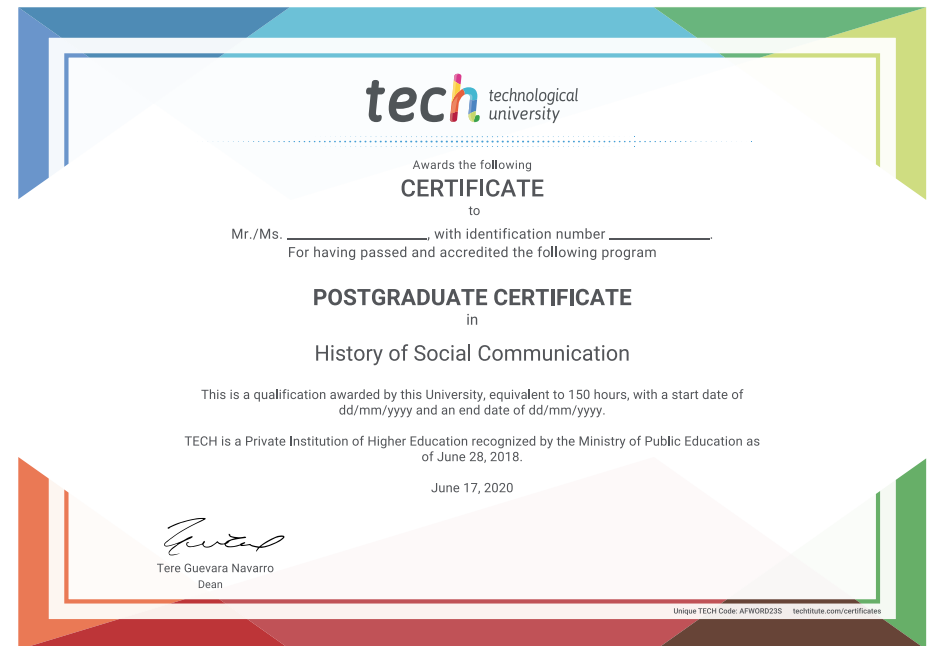 tech technological
university
Awards the following
CERTIFICATE
to
Mr./Ms. ____________________, with identification number ______________.
For having passed and accredited the following program
POSTGRADUATE CERTIFICATE
in
History of Social Communication
This is a qualification awarded by this University, equivalent to 150 hours, with a start date of
dd/mm/yyyy and an end date of dd/mm/yyyy.
TECH is a Private Institution of Higher Education recognized by the Ministry of Public Education as
of June 28, 2018.
June 17, 2020
Tere Guevara Navarro
Dean
Unique TECH Code: AFWORD23S techtitute.com/certificates